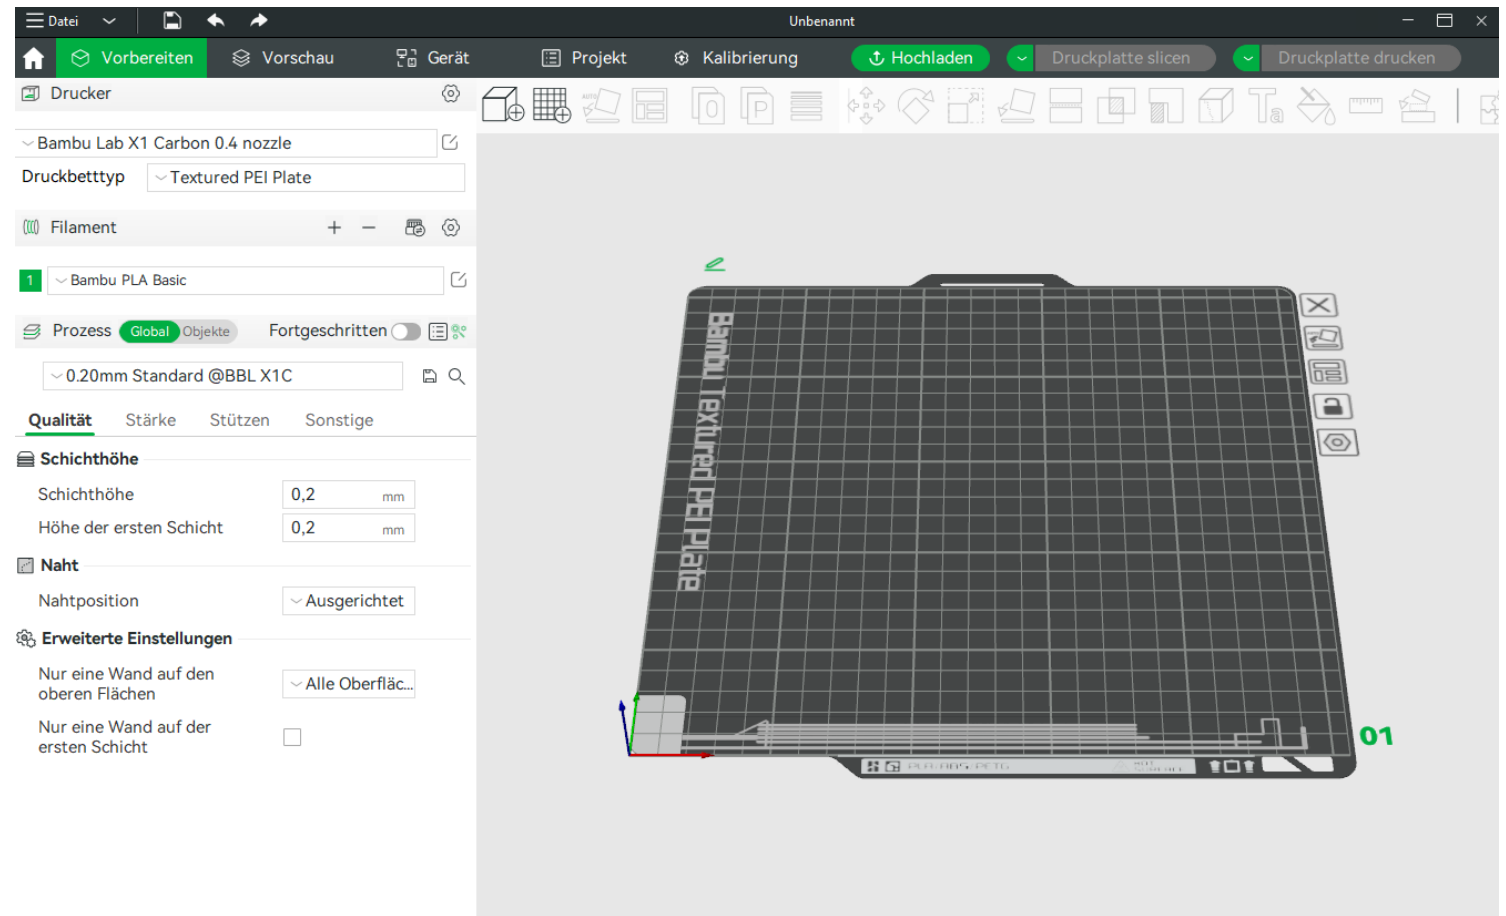 Datei
Unbenannt
Vorbereiten Vorschau Gerät Projekt Kalibrierung Hochladen Druckplatte slicen Druckplatte drucken
Drucker
Bambu Lab X1 Carbon 0.4 nozzle
Druckbetttyp Textured PEI Plate
Filament
1 Bambu PLA Basic
Prozess Global Objekte Fortgeschritten
0.20mm Standard @BBL X1C
Qualität Stärke Stützen Sonstige
Schichthöhe
Schichthöhe 0,2 mm
Höhe der ersten Schicht 0,2 mm
Naht
Nahtposition Ausgerichtet
Erweiterte Einstellungen
Nur eine Wand auf den
oberen Flächen
Alle Oberfläc...
Nur eine Wand auf der
ersten Schicht
AUTO
O
P
Ta
Bambu Textured PEI Plate
01